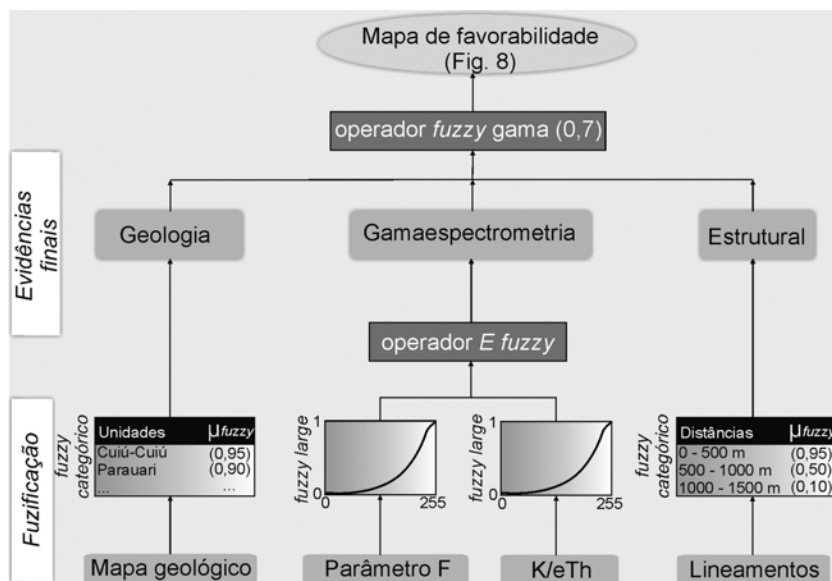 Mapa de favorabilidade
(Fig. 8)
operador fuzzy gama (0,7)
Evidências
finais
Geologia
Gamaespectrometria
Estrutural
operador E fuzzy
Fuzificação
fuzzy
categórico
Unidades μfuzzy
Cuiú-Cuiú (0,95)
Parauari (0,90)
... ...
fuzzy large
1
0
0 255
fuzzy large
1
0
0 255
fuzzy
categórico
Distâncias μfuzzy
0 - 500 m (0,95)
500 - 1000 m (0,50)
1000 - 1500 m (0,10)
Mapa geológico
Parâmetro F
K/eTh
Lineamentos